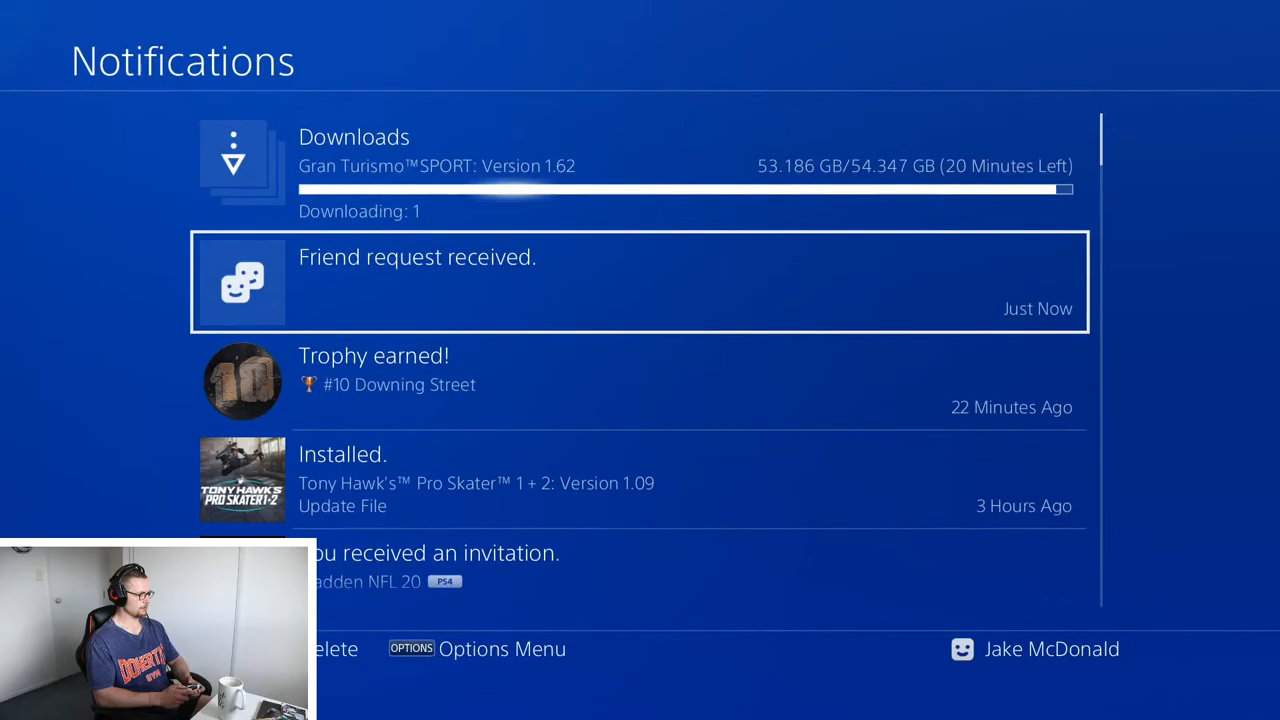 Notifications
Downloads
Gran Turismo™SPORT: Version 1.62
53.186 GB/54.347 GB (20 Minutes Left)
Downloading: 1
Friend request received.
Just Now
10
Trophy earned!
#10 Downing Street
22 Minutes Ago
TONY HAWK'S
PRO SKATER 1+2
Installed.
Tony Hawk's™ Pro Skater™ 1 + 2: Version 1.09
Update File
3 Hours Ago
ou received an invitation.
adden NFL 20 PS4
elete
OPTIONS Options Menu
Jake McDonald
DOHERTY
GYM